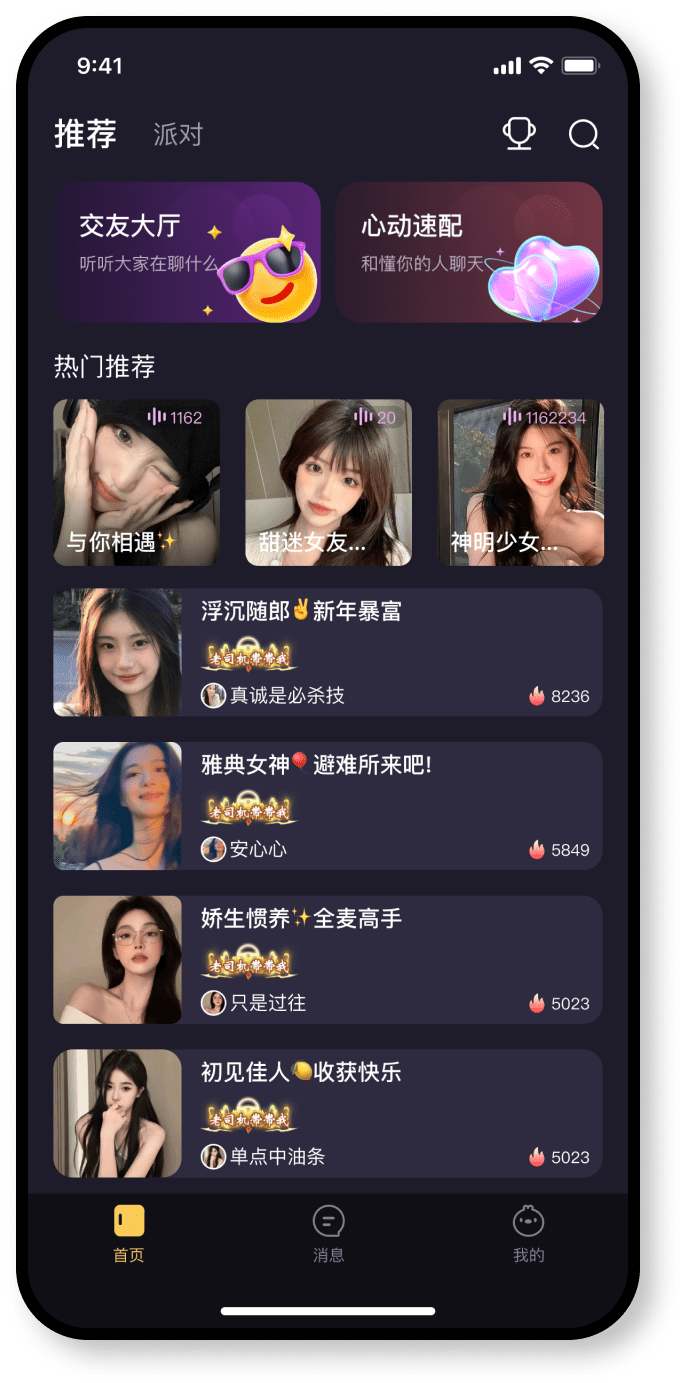 9:41
推荐 派对
交友大厅
听听大家在聊什么
心动速配
和懂你的人聊天
热门推荐
1162
与你相遇✨
20
甜迷女友...
1162234
神明少女...
浮沉随郎✌️新年暴富
老司机带带我
真诚是必杀技 8236
雅典女神🎈避难所来吧!
老司机带带我
安心心 5849
娇生惯养✨全麦高手
老司机带带我
只是过往 5023
初见佳人🍋收获快乐
老司机带带我
单点中油条 5023
首页 消息 我的